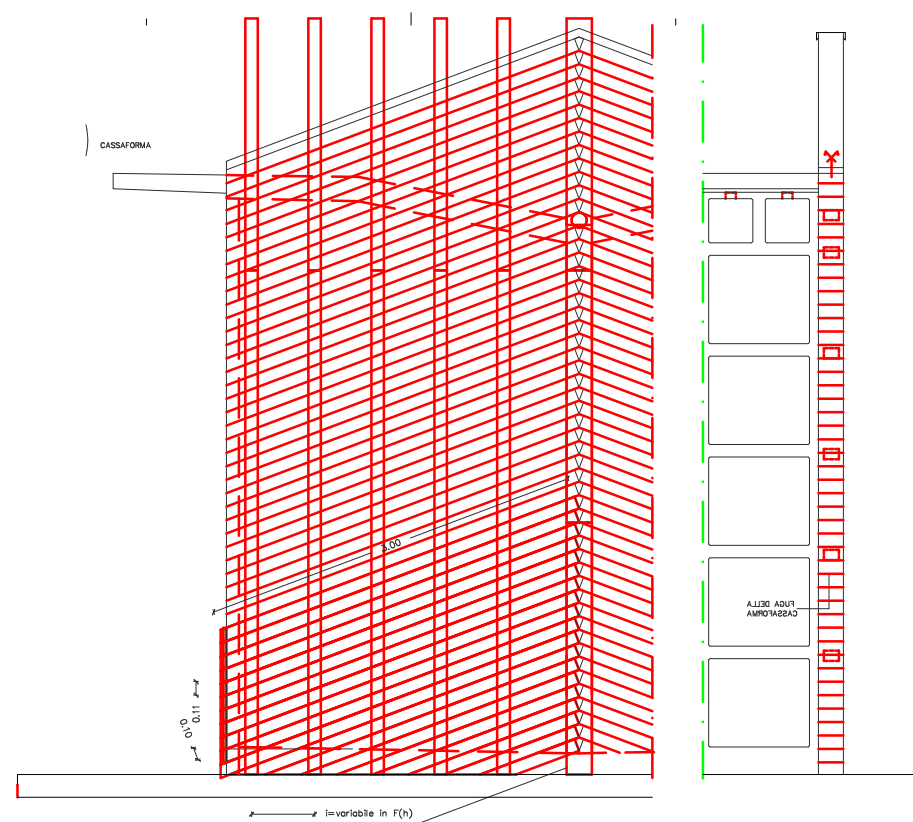 CASSAFORMA
3.00
FUGA DELLA
CASSAFORMA
0.11
0.10
i=variabile in F(h)